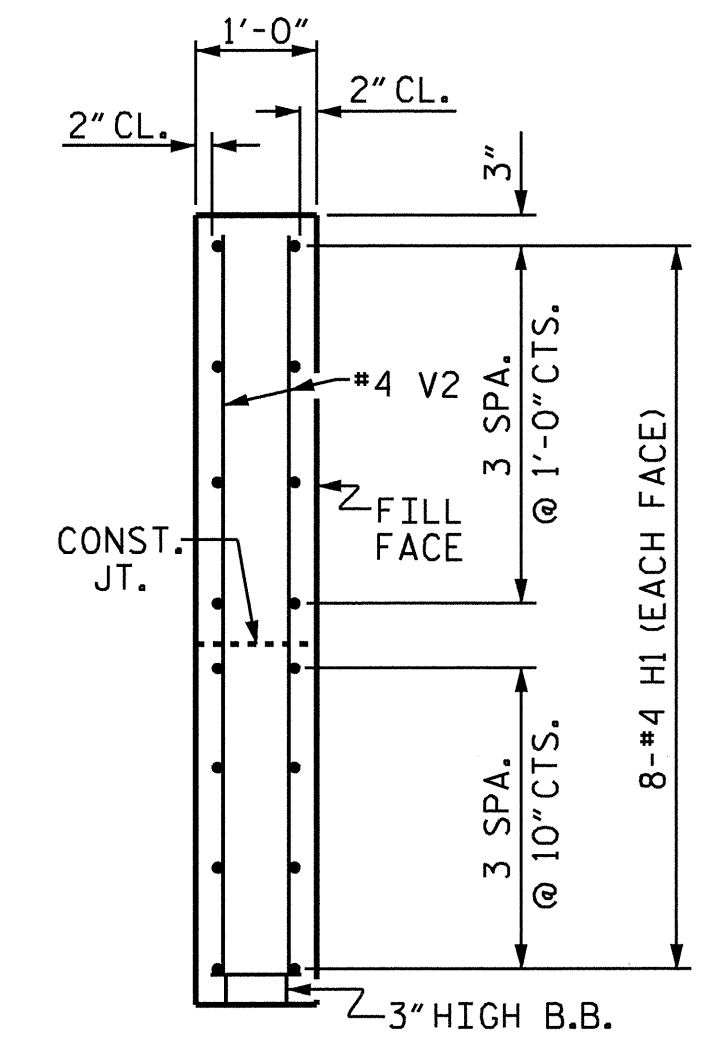 1'-0"
2" CL.
2" CL.
3"
3 SPA.
@ 1'-0" CTS.
#4 V2
FILL
FACE
CONST.
JT.
8-#4 H1 (EACH FACE)
3 SPA.
@ 10" CTS.
3" HIGH B.B.